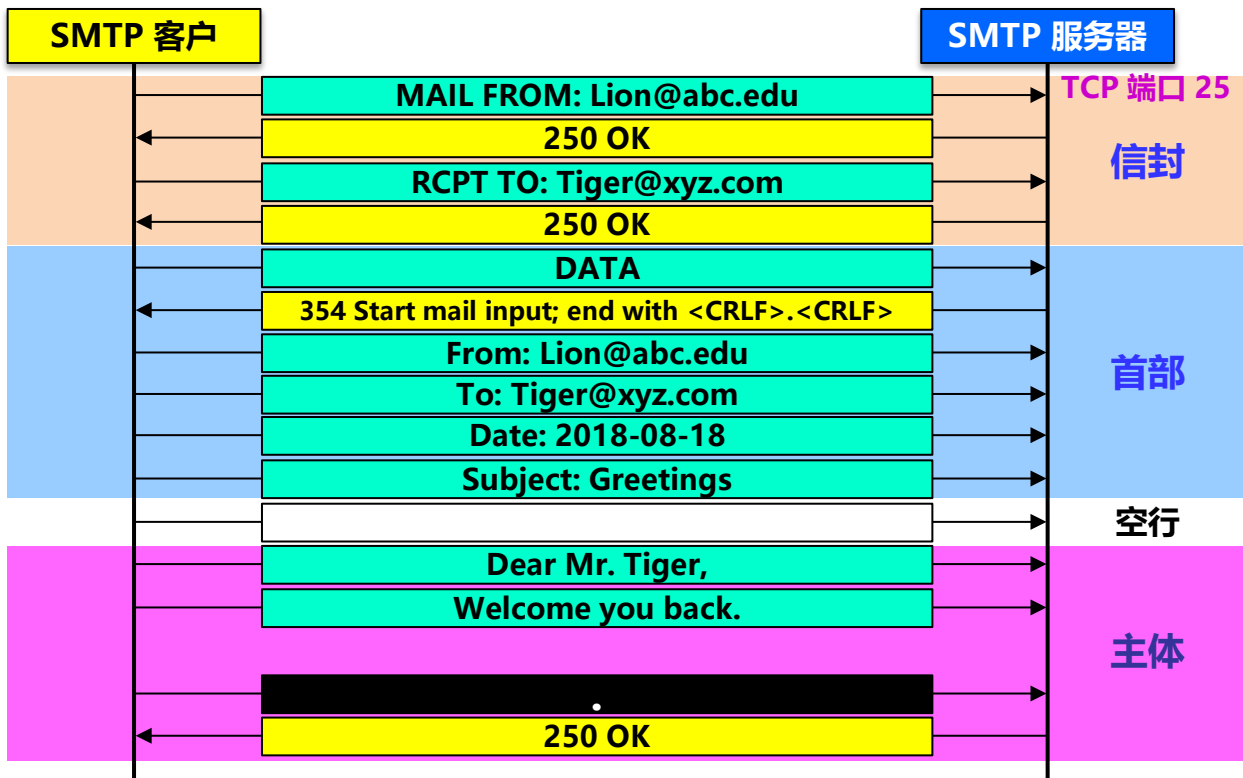 SMTP 客户
SMTP 服务器
TCP 端口 25
MAIL FROM: Lion@abc.edu
250 OK
信封
RCPT TO: Tiger@xyz.com
250 OK
DATA
354 Start mail input; end with <CRLF>.<CRLF>
From: Lion@abc.edu
首部
To: Tiger@xyz.com
Date: 2018-08-18
Subject: Greetings
空行
Dear Mr. Tiger,
Welcome you back.
主体
.
250 OK